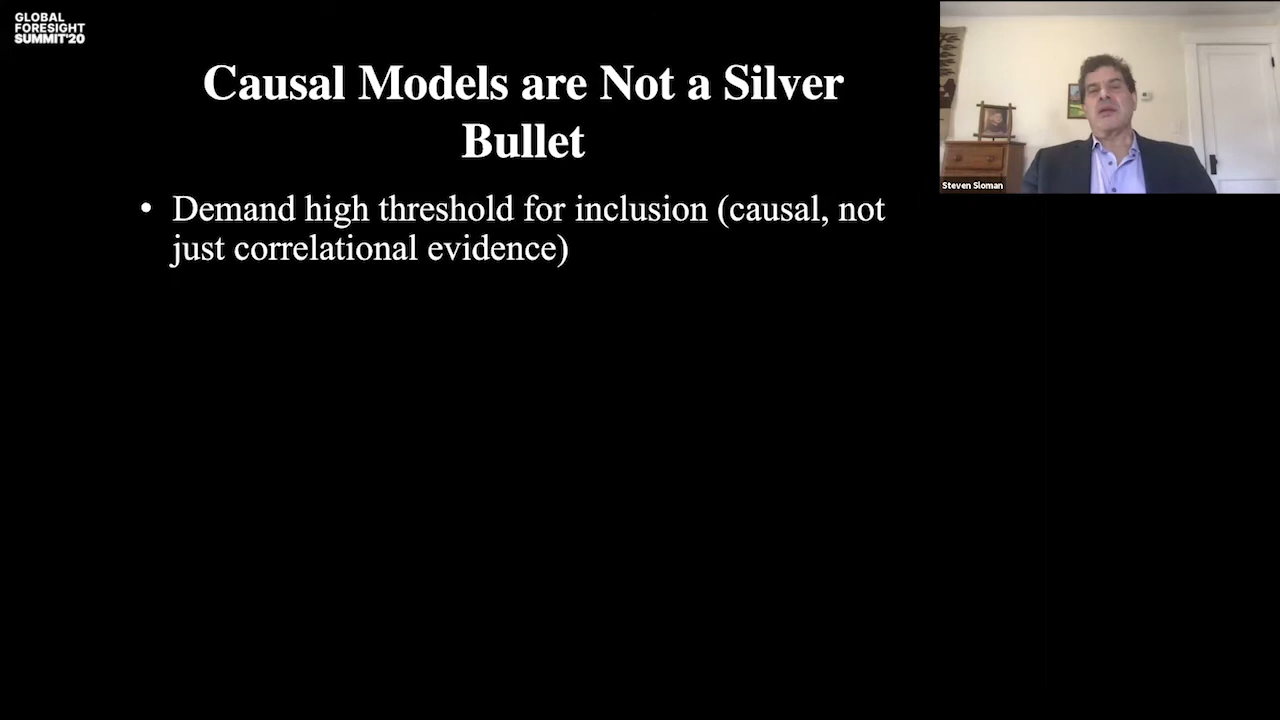 GLOBAL
FORESIGHT
SUMMIT'20
Causal Models are Not a Silver
Bullet
• Demand high threshold for inclusion (causal, not
just correlational evidence)
Steven Sloman